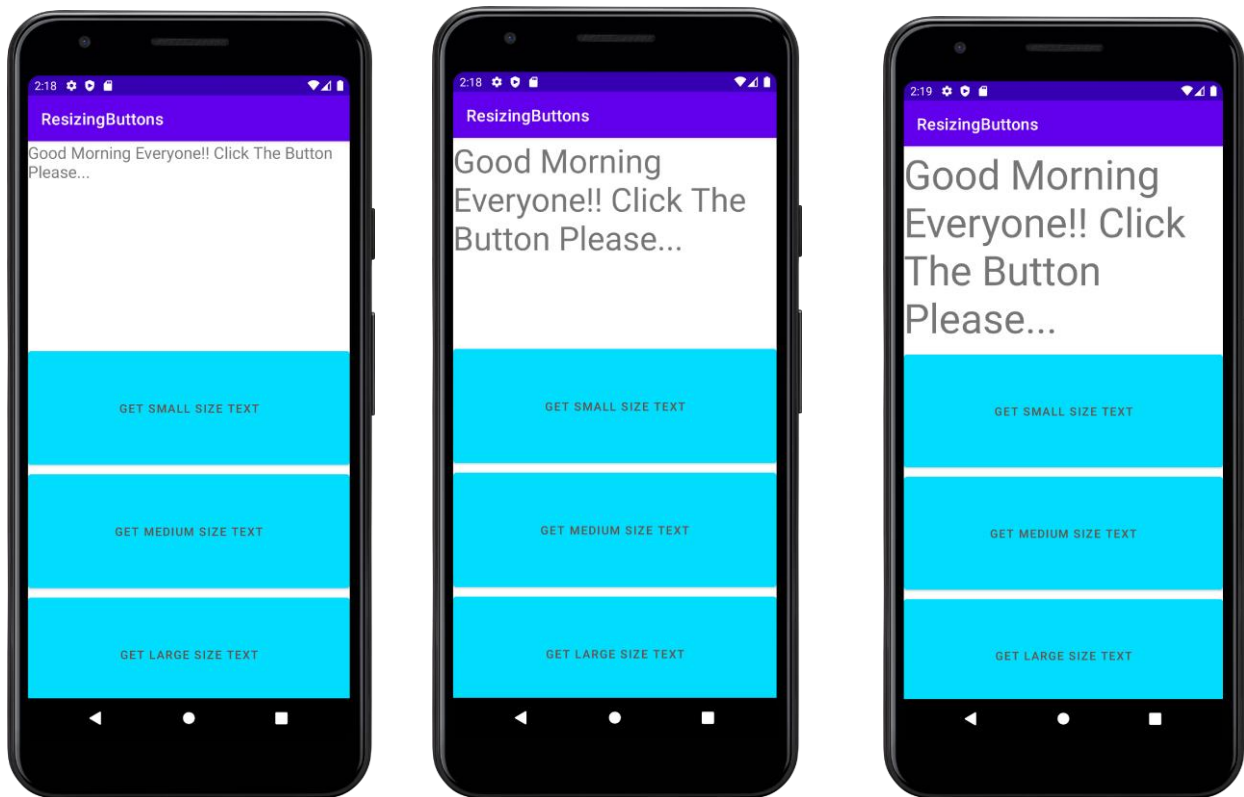 2:18
ResizingButtons
Good Morning Everyone!! Click The Button
Please...
GET SMALL SIZE TEXT
GET MEDIUM SIZE TEXT
GET LARGE SIZE TEXT
2:18
ResizingButtons
Good Morning
Everyone!! Click The
Button Please...
GET SMALL SIZE TEXT
GET MEDIUM SIZE TEXT
GET LARGE SIZE TEXT
2:19
ResizingButtons
Good Morning
Everyone!! Click
The Button
Please...
GET SMALL SIZE TEXT
GET MEDIUM SIZE TEXT
GET LARGE SIZE TEXT